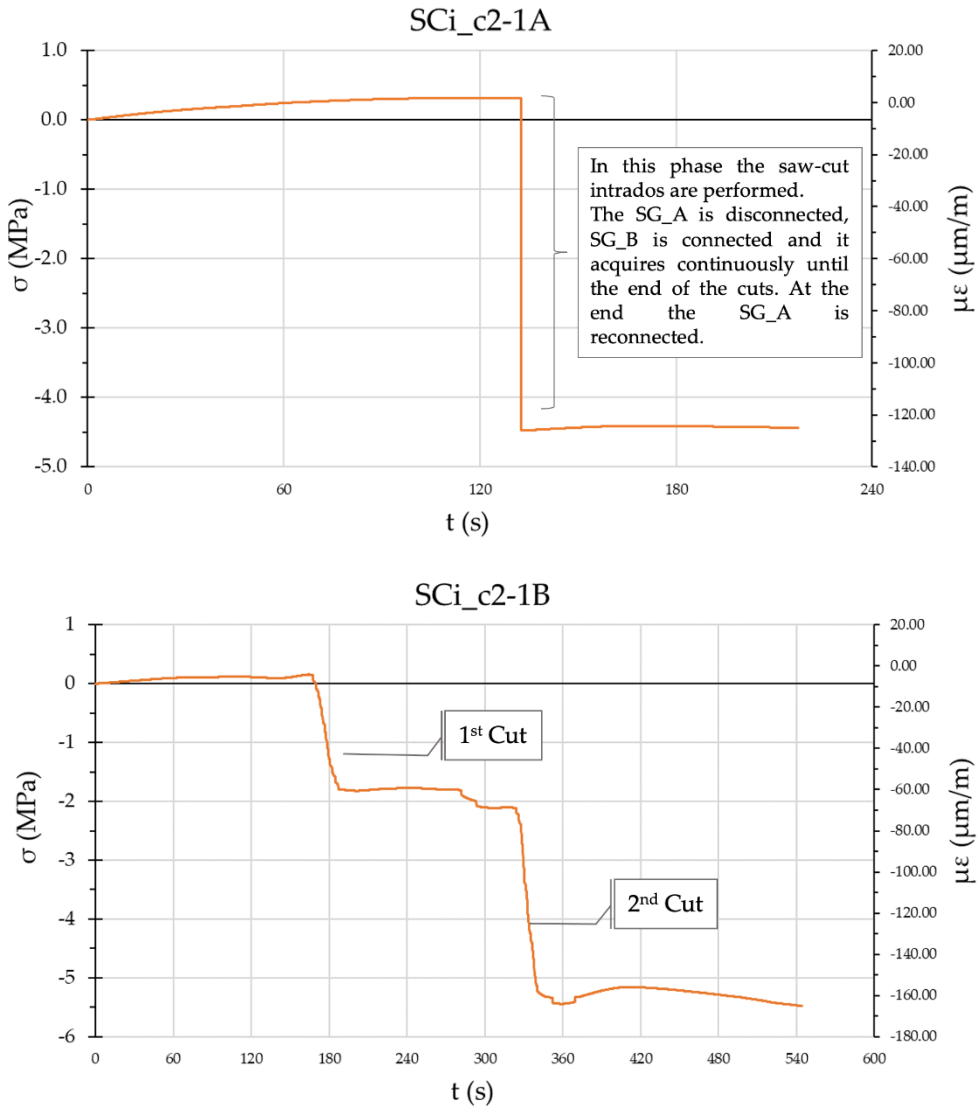 SCi_c2-1A
1.0
0.0
-1.0
-2.0
-3.0
-4.0
-5.0
σ (MPa)
20.00
0.00
-20.00
-40.00
-60.00
-80.00
-100.00
-120.00
-140.00
με (μm/m)
In this phase the saw-cut
intrados are performed.
The SG_A is disconnected,
SG_B is connected and it
acquires continuously until
the end of the cuts. At the
end the SG_A is
reconnected.
0 60 120 180 240
t (s)
SCi_c2-1B
1
0
-1
-2
-3
-4
-5
-6
σ (MPa)
20.00
0.00
-20.00
-40.00
-60.00
-80.00
-100.00
-120.00
-140.00
-160.00
-180.00
με (μm/m)
1st Cut
2nd Cut
0 60 120 180 240 300 360 420 480 540 600
t (s)